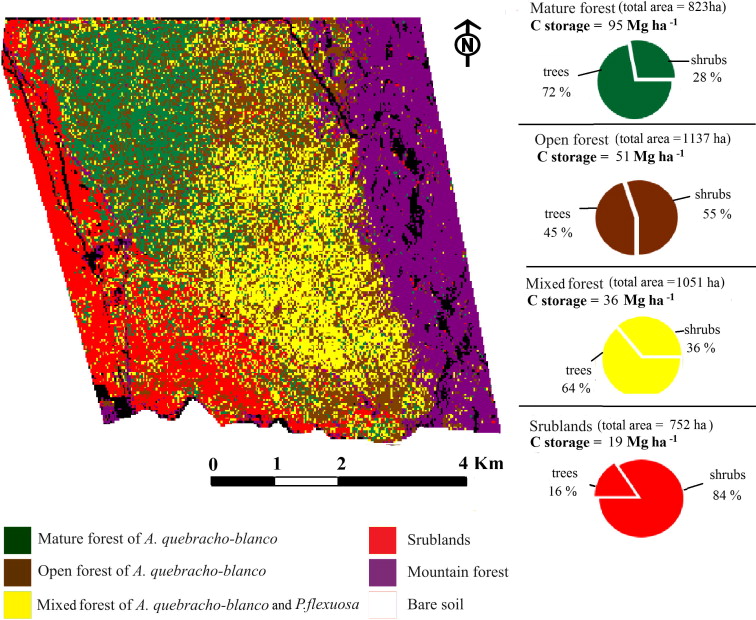 N
Mature forest (total area = 823ha)
C storage = 95 Mg ha -1
trees
72 %
shrubs
28 %
Open forest (total area =1137 ha)
C storage = 51 Mg ha -1
trees
45 %
shrubs
55 %
Mixed forest (total area =1051 ha)
C storage = 36 Mg ha -1
shrubs
36 %
trees
64 %
Srublands (total area = 752 ha)
C storage = 19 Mg ha -1
trees
16 %
shrubs
84 %
0 1 2 4 Km
Mature forest of A. quebracho-blanco
Open forest of A. quebracho-blanco
Mixed forest of A. quebracho-blanco and P.flexuosa
Srublands
Mountain forest
Bare soil